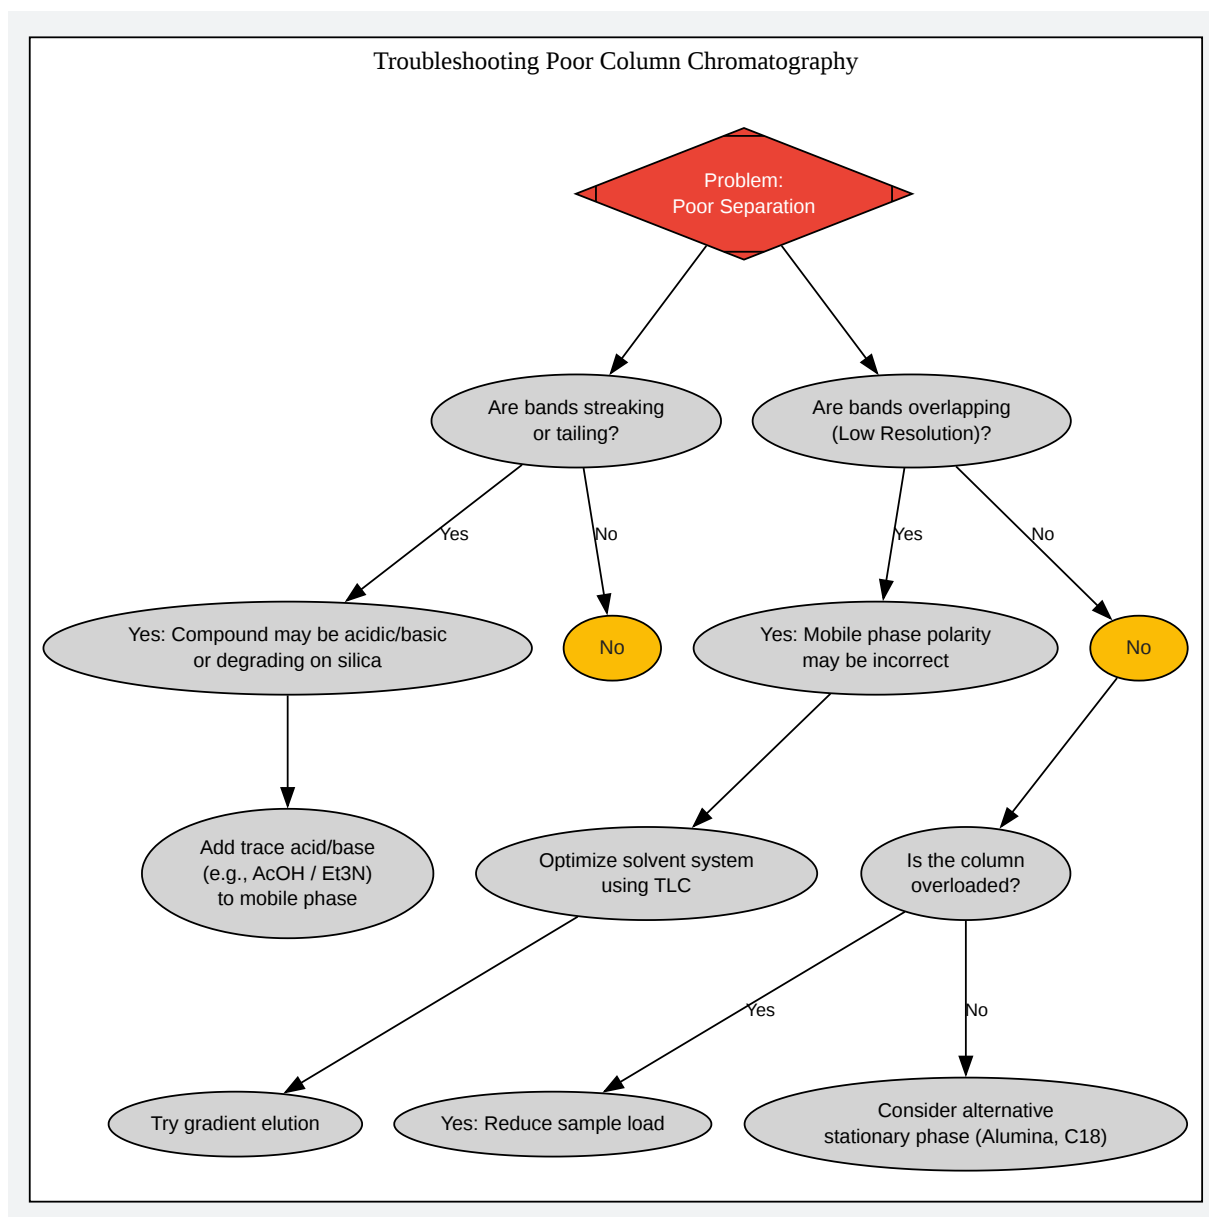 Troubleshooting Poor Column Chromatography
Problem:
Poor Separation
Are bands streaking
or tailing?
Are bands overlapping
(Low Resolution)?
Yes
No
Yes
No
Yes: Compound may be acidic/basic
or degrading on silica
No
Yes: Mobile phase polarity
may be incorrect
No
Add trace acid/base
(e.g., AcOH / Et3N)
to mobile phase
Optimize solvent system
using TLC
Is the column
overloaded?
Yes
No
Try gradient elution
Yes: Reduce sample load
Consider alternative
stationary phase (Alumina, C18)